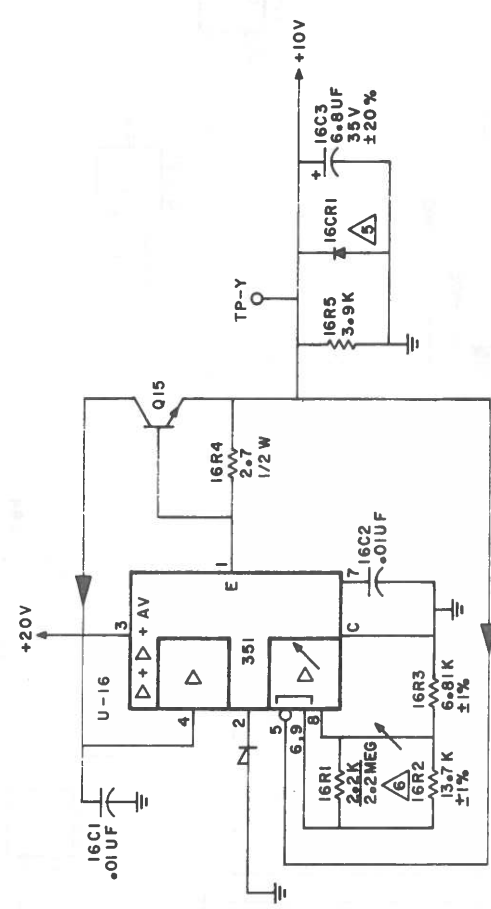 +20V
+10V
16C1
.01UF
U-16
3
▷+▷+AV
4
▷
2
351
5
6,9
8
▷
1
E
C
7
16C2
.01UF
Q15
16R4
2.7
1/2 W
TP-Y
16R5
3.9K
16CR1
5
+
16C3
6.8UF
35V
±20%
16R1
2.2K
2.2MEG
6
16R2
13.7K
±1%
16R3
6.81K
±1%